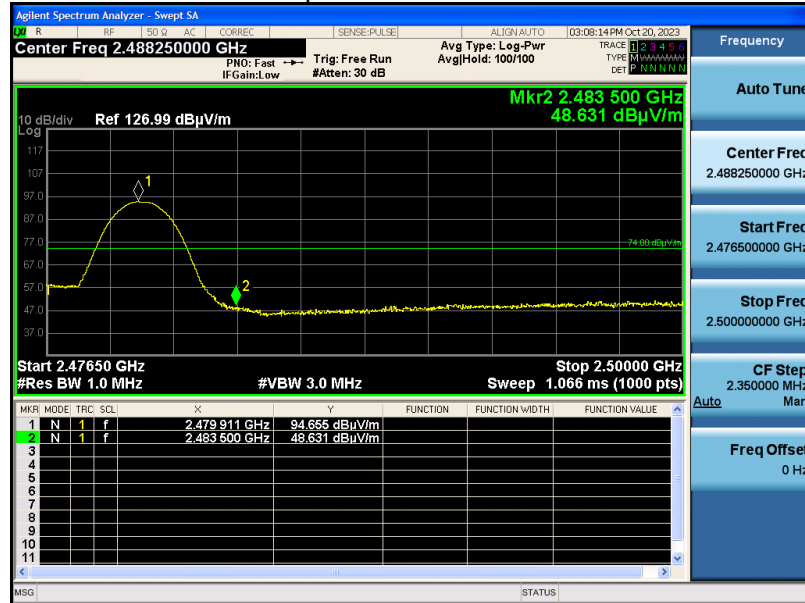 Agilent Spectrum Analyzer - Swept SA
LXI R RF 50 Ω AC CORREC SENSE:PULSE ALIGN AUTO 03:08:14 PM Oct 20, 2023
Center Freq 2.488250000 GHz
PNO: Fast
IFGain:Low
Trig: Free Run
#Atten: 30 dB
Avg Type: Log-Pwr
Avg|Hold: 100/100
TRACE 1 2 3 4 5 6
TYPE M
DET P N N N N N
Frequency
Mkr2 2.483 500 GHz
48.631 dBµV/m
10 dB/div Ref 126.99 dBµV/m
Log
117
107
97.0
87.0
77.0
67.0
57.0
47.0
37.0
1
2
74.00 dBµV/m
Start 2.47650 GHz Stop 2.50000 GHz
#Res BW 1.0 MHz #VBW 3.0 MHz Sweep 1.066 ms (1000 pts)
MKR MODE TRC SCL X Y FUNCTION FUNCTION WIDTH FUNCTION VALUE
1 N 1 f 2.479 911 GHz 94.655 dBµV/m
2 N 1 f 2.483 500 GHz 48.631 dBµV/m
3
4
5
6
7
8
9
10
11
Auto Tune
Center Freq
2.488250000 GHz
Start Freq
2.476500000 GHz
Stop Freq
2.500000000 GHz
CF Step
2.350000 MHz
Auto Man
Freq Offset
0 Hz
MSG STATUS